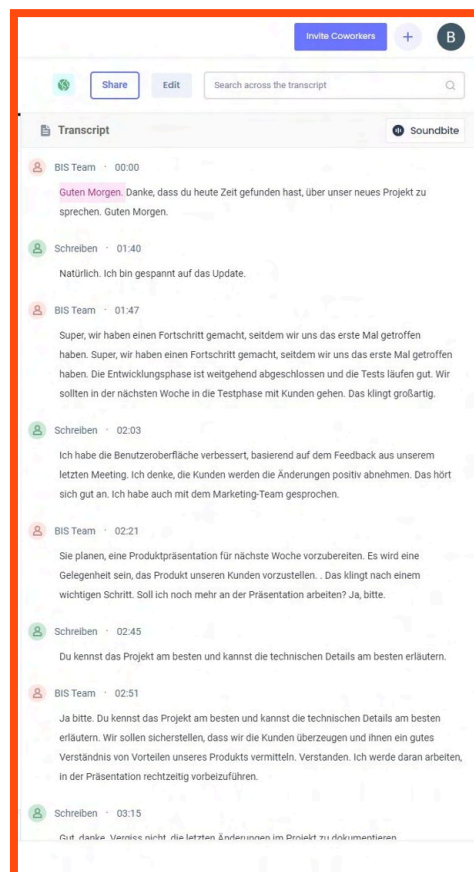 Invite Coworkers + B
Share Edit Search across the transcript
Transcript Soundbite
BIS Team · 00:00
Guten Morgen. Danke, dass du heute Zeit gefunden hast, über unser neues Projekt zu
sprechen. Guten Morgen.
Schreiben · 01:40
Natürlich. Ich bin gespannt auf das Update.
BIS Team · 01:47
Super, wir haben einen Fortschritt gemacht, seitdem wir uns das erste Mal getroffen
haben. Super, wir haben einen Fortschritt gemacht, seitdem wir uns das erste Mal getroffen
haben. Die Entwicklungsphase ist weitgehend abgeschlossen und die Tests läufen gut. Wir
sollten in der nächsten Woche in die Testphase mit Kunden gehen. Das klingt großartig.
Schreiben · 02:03
Ich habe die Benutzeroberfläche verbessert, basierend auf dem Feedback aus unserem
letzten Meeting. Ich denke, die Kunden werden die Änderungen positiv abnehmen. Das hört
sich gut an. Ich habe auch mit dem Marketing-Team gesprochen.
BIS Team · 02:21
Sie planen, eine Produktpräsentation für nächste Woche vorzubereiten. Es wird eine
Gelegenheit sein, das Produkt unseren Kunden vorzustellen. . Das klingt nach einem
wichtigen Schritt. Soll ich noch mehr an der Präsentation arbeiten? Ja, bitte.
Schreiben · 02:45
Du kennst das Projekt am besten und kannst die technischen Details am besten erläutern.
BIS Team · 02:51
Ja bitte. Du kennst das Projekt am besten und kannst die technischen Details am besten
erläutern. Wir sollen sicherstellen, dass wir die Kunden überzeugen und ihnen ein gutes
Verständnis von Vorteilen unseres Produkts vermitteln. Verstanden. Ich werde daran arbeiten,
in der Präsentation rechtzeitig vorbeizuführen.
Schreiben · 03:15
Gut, danke. Vergiss nicht, die letzten Änderungen im Projekt zu dokumentieren